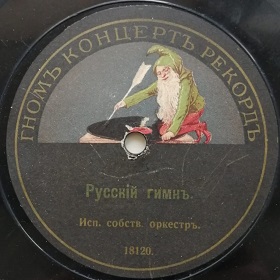 ГНОМЪ КОНЦЕРТЪ РЕКОРДЪ
Русскій гимнъ.
Исп. собств. оркестръ.
18120.